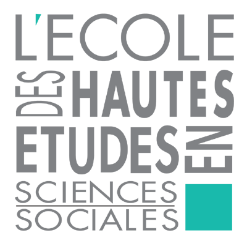 L'ECOLE
DES HAUTES
ETUDES EN
SCIENCES
SOCIALES